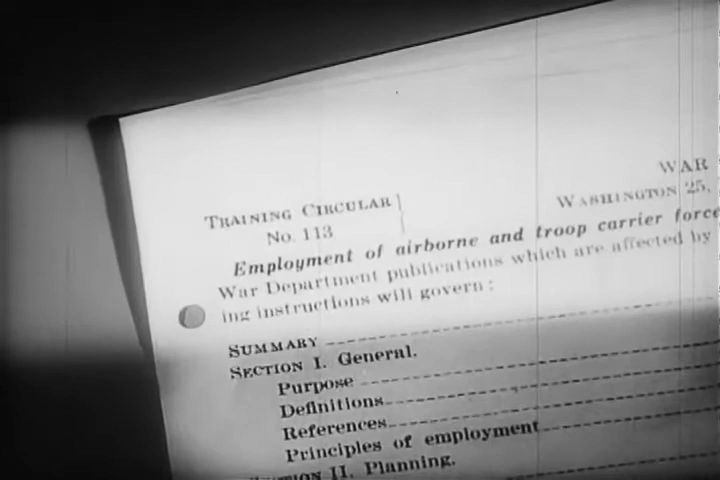 WAR
TRAINING CIRCULAR
WASHINGTON 25,
No. 113
Employment of airborne and troop carrier force
War Department publications which are affected by
ing instructions will govern:
SUMMARY
SECTION I. General.
Purpose
Definitions
References
Principles of employment
SECTION II. Planning.